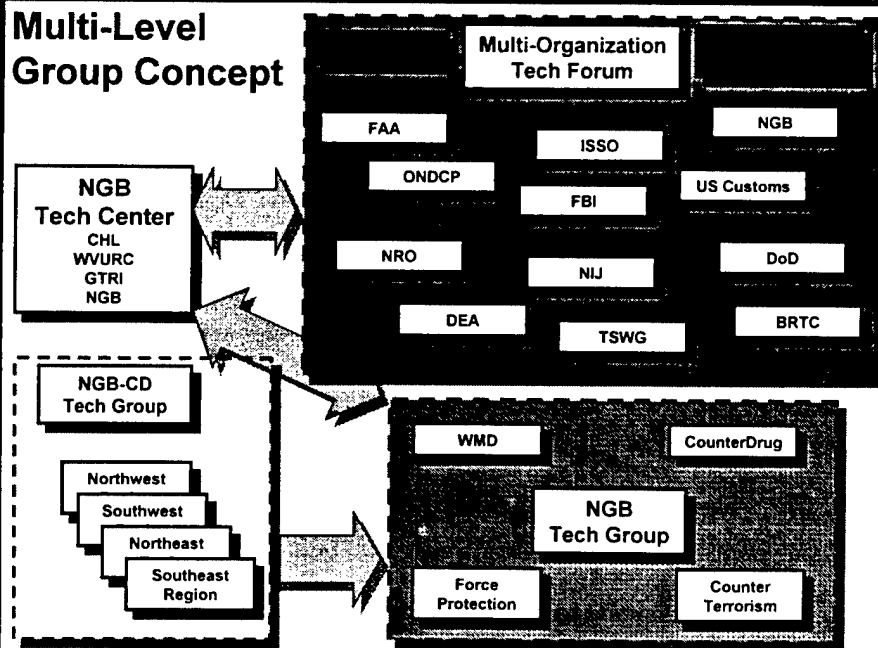 Multi-Level
Group Concept
Multi-Organization
Tech Forum
FAA
ISSO
NGB
ONDCP
FBI
US Customs
NRO
NIJ
DoD
DEA
TSWG
BRTC
NGB
Tech Center
CHL
WVURC
GTRI
NGB
NGB-CD
Tech Group
Northwest
Southwest
Northeast
Southeast
Region
WMD
CounterDrug
NGB
Tech Group
Force
Protection
Counter
Terrorism